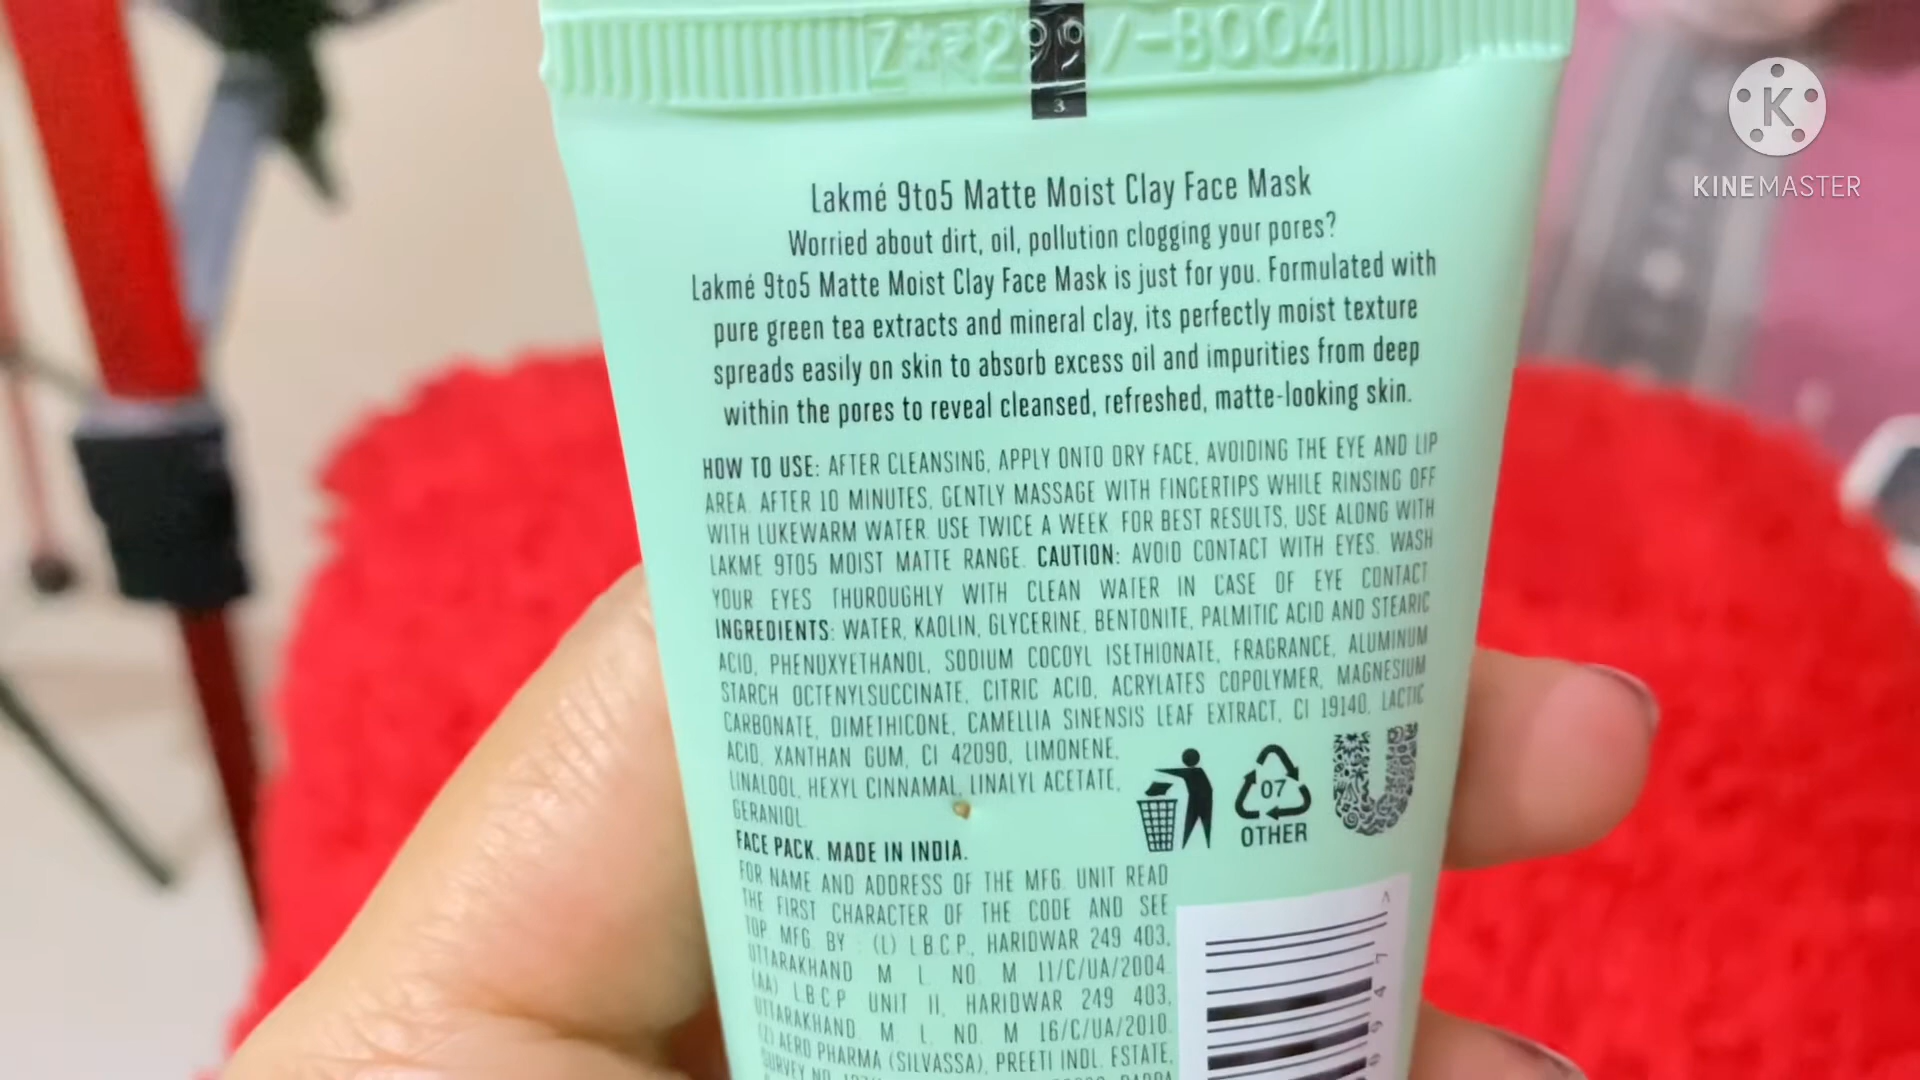 Z*₹299/-B004
3
K
KINEMASTER
Lakmé 9to5 Matte Moist Clay Face Mask
Worried about dirt, oil, pollution clogging your pores?
Lakmé 9to5 Matte Moist Clay Face Mask is just for you. Formulated with
pure green tea extracts and mineral clay, its perfectly moist texture
spreads easily on skin to absorb excess oil and impurities from deep
within the pores to reveal cleansed, refreshed, matte-looking skin.
HOW TO USE: AFTER CLEANSING, APPLY ONTO DRY FACE, AVOIDING THE EYE AND LIP
AREA. AFTER 10 MINUTES, GENTLY MASSAGE WITH FINGERTIPS WHILE RINSING OFF
WITH LUKEWARM WATER. USE TWICE A WEEK. FOR BEST RESULTS, USE ALONG WITH
LAKME 9TO5 MOIST MATTE RANGE. CAUTION: AVOID CONTACT WITH EYES. WASH
YOUR EYES THUROUGHLY WITH CLEAN WATER IN CASE OF EYE CONTACT
INGREDIENTS: WATER, KAOLIN, GLYCERINE, BENTONITE, PALMITIC ACID AND STEARIC
ACID, PHENOXYETHANOL, SODIUM COCOYL ISETHIONATE, FRAGRANCE, ALUMINUM
STARCH OCTENYLSUCCINATE, CITRIC ACID, ACRYLATES COPOLYMER, MAGNESIUM
CARBONATE, DIMETHICONE, CAMELLIA SINENSIS LEAF EXTRACT, CI 19140, LACTIC
ACID, XANTHAN GUM, CI 42090, LIMONENE,
LINALOOL, HEXYL CINNAMAL, LINALYL ACETATE,
GERANIOL
07
OTHER
FACE PACK. MADE IN INDIA.
FOR NAME AND ADDRESS OF THE MFG. UNIT READ
THE FIRST CHARACTER OF THE CODE AND SEE
TOP MFG. BY : (L) L.B.C.P., HARIDWAR 249 403,
UTTARAKHAND M. L. NO. M 11/C/UA/2004.
(AA) L.B.C.P UNIT II, HARIDWAR 249 403,
UTTARAKHAND. M. L. NO. M 16/C/UA/2010.
(Z) AERO PHARMA (SILVASSA), PREETI INDL. ESTATE,
SURVEY NO.